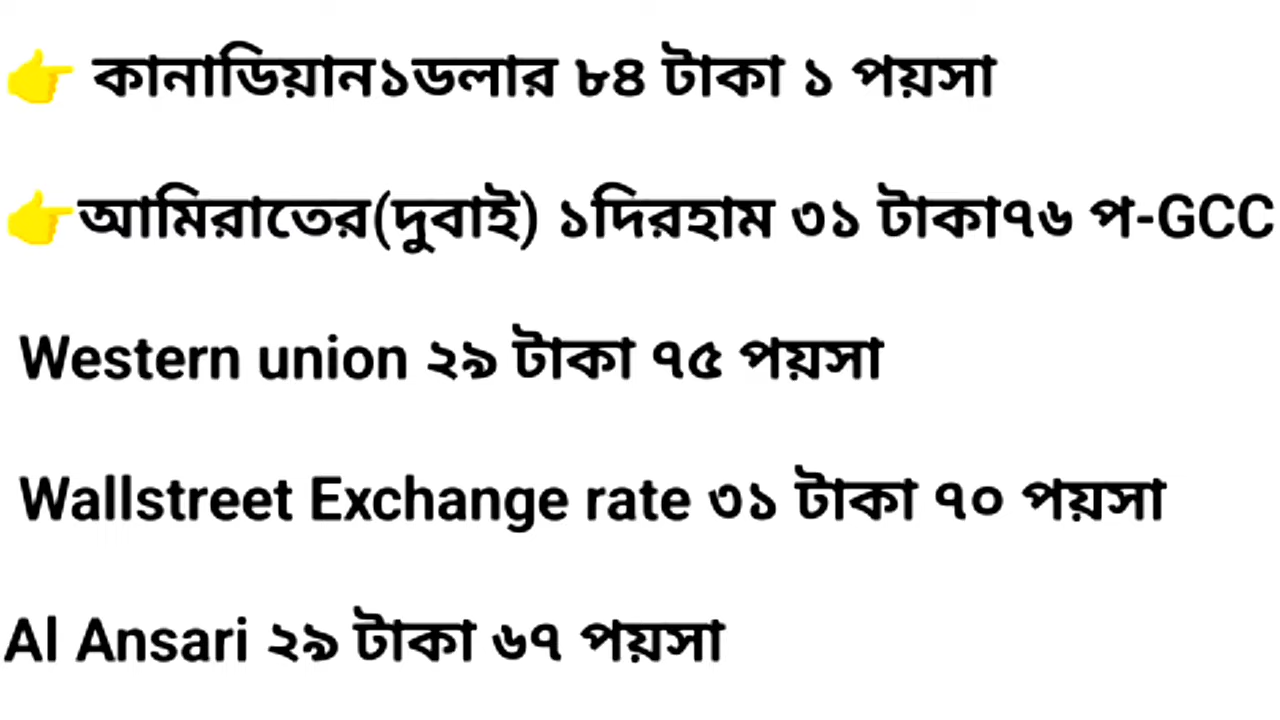 👉 কানাডিয়ান১ডলার ৮৪ টাকা ১ পয়সা
👉আমিরাতের(দুবাই) ১দিরহাম ৩১ টাকা৭৬ প-GCC
Western union ২৯ টাকা ৭৫ পয়সা
Wallstreet Exchange rate ৩১ টাকা ৭০ পয়সা
Al Ansari ২৯ টাকা ৬৭ পয়সা